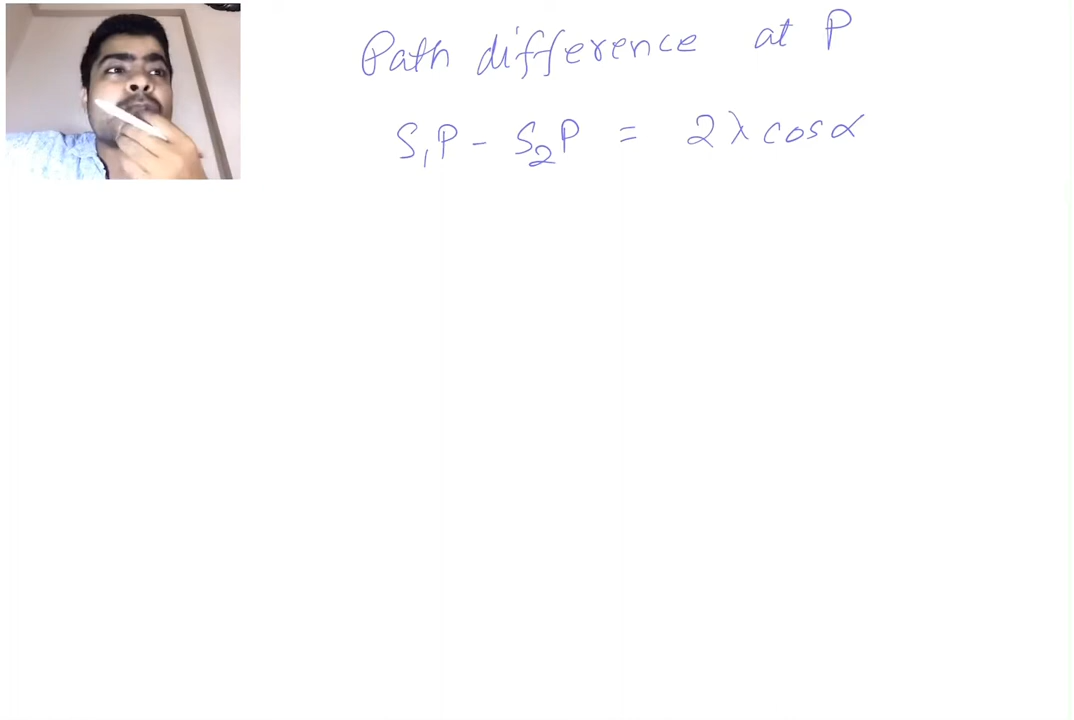 Path difference at P
S₁P - S₂P = 2λ cosα